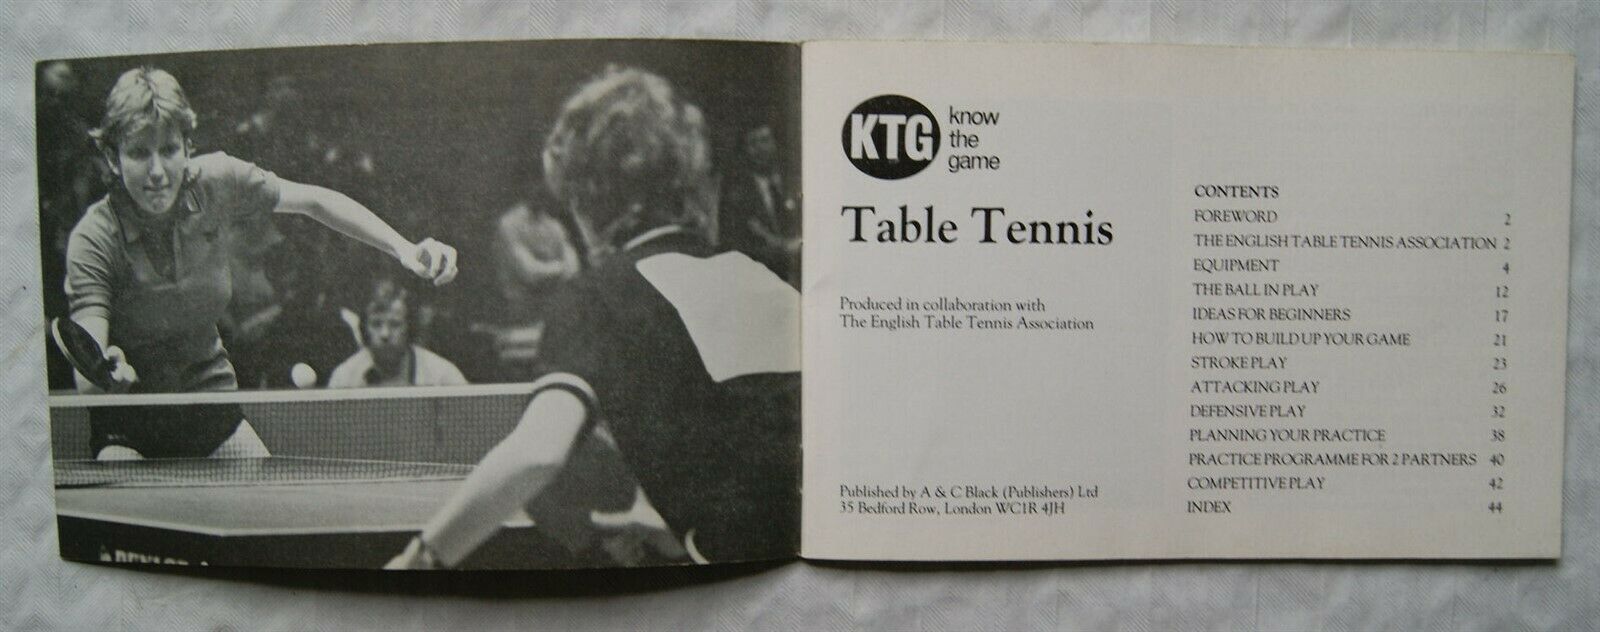 KTG
know
the
game
Table Tennis
Produced in collaboration with
The English Table Tennis Association
Published by A & C Black (Publishers) Ltd
35 Bedford Row, London WC1R 4JH
CONTENTS
FOREWORD 2
THE ENGLISH TABLE TENNIS ASSOCIATION 2
EQUIPMENT 4
THE BALL IN PLAY 12
IDEAS FOR BEGINNERS 17
HOW TO BUILD UP YOUR GAME 21
STROKE PLAY 23
ATTACKING PLAY 26
DEFENSIVE PLAY 32
PLANNING YOUR PRACTICE 38
PRACTICE PROGRAMME FOR 2 PARTNERS 40
COMPETITIVE PLAY 42
INDEX 44